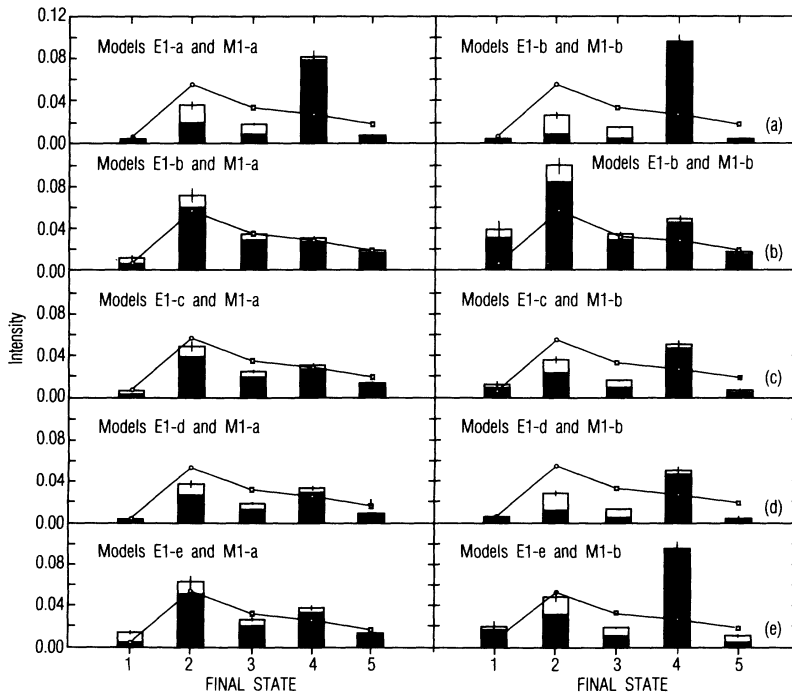 0.12
Models E1-a and M1-a
Models E1-b and M1-b
0.08
0.04
0.00
(a)
Models E1-b and M1-a
Models E1-b and M1-b
0.08
0.04
0.00
(b)
Intensity
Models E1-c and M1-a
Models E1-c and M1-b
0.08
0.04
0.00
(c)
Models E1-d and M1-a
Models E1-d and M1-b
0.08
0.04
0.00
(d)
Models E1-e and M1-a
Models E1-e and M1-b
0.08
0.04
0.00
(e)
1 2 3 4 5
1 2 3 4 5
FINAL STATE
FINAL STATE